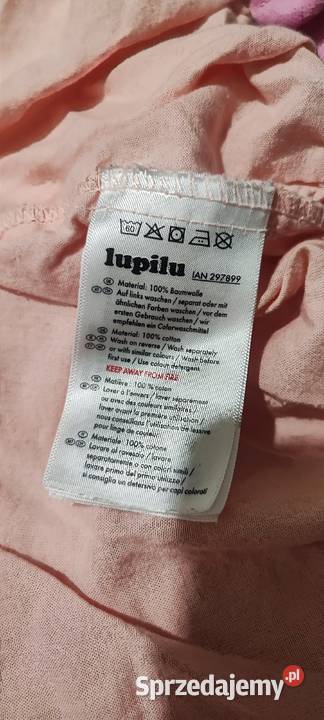 60
lupilu IAN 297899
Material: 100% Baumwolle
Auf links waschen / separat oder mit
ähnlichen Farben waschen / vor dem
ersten Gebrauch waschen / wir
empfehlen ein Colorwaschmittel
Material: 100% cotton
Wash on reverse / Wash separately
or with similar colours / Wash before
first use / Use colour detergents.
KEEP AWAY FROM FIRE
Matière : 100 % coton
Laver à l'envers / laver séparément
ou avec des couleurs similaires /
laver avant la première utilisation /
nous conseillons l'utilisation de lessive
pour linge de couleur
Materiale: 100% cotone
Lavare al rovescio / lavare
separatamente o con colori simili /
lavare prima del primo utilizzo /
si consiglia un detersivo per capi colorati
Sprzedajemy.pl